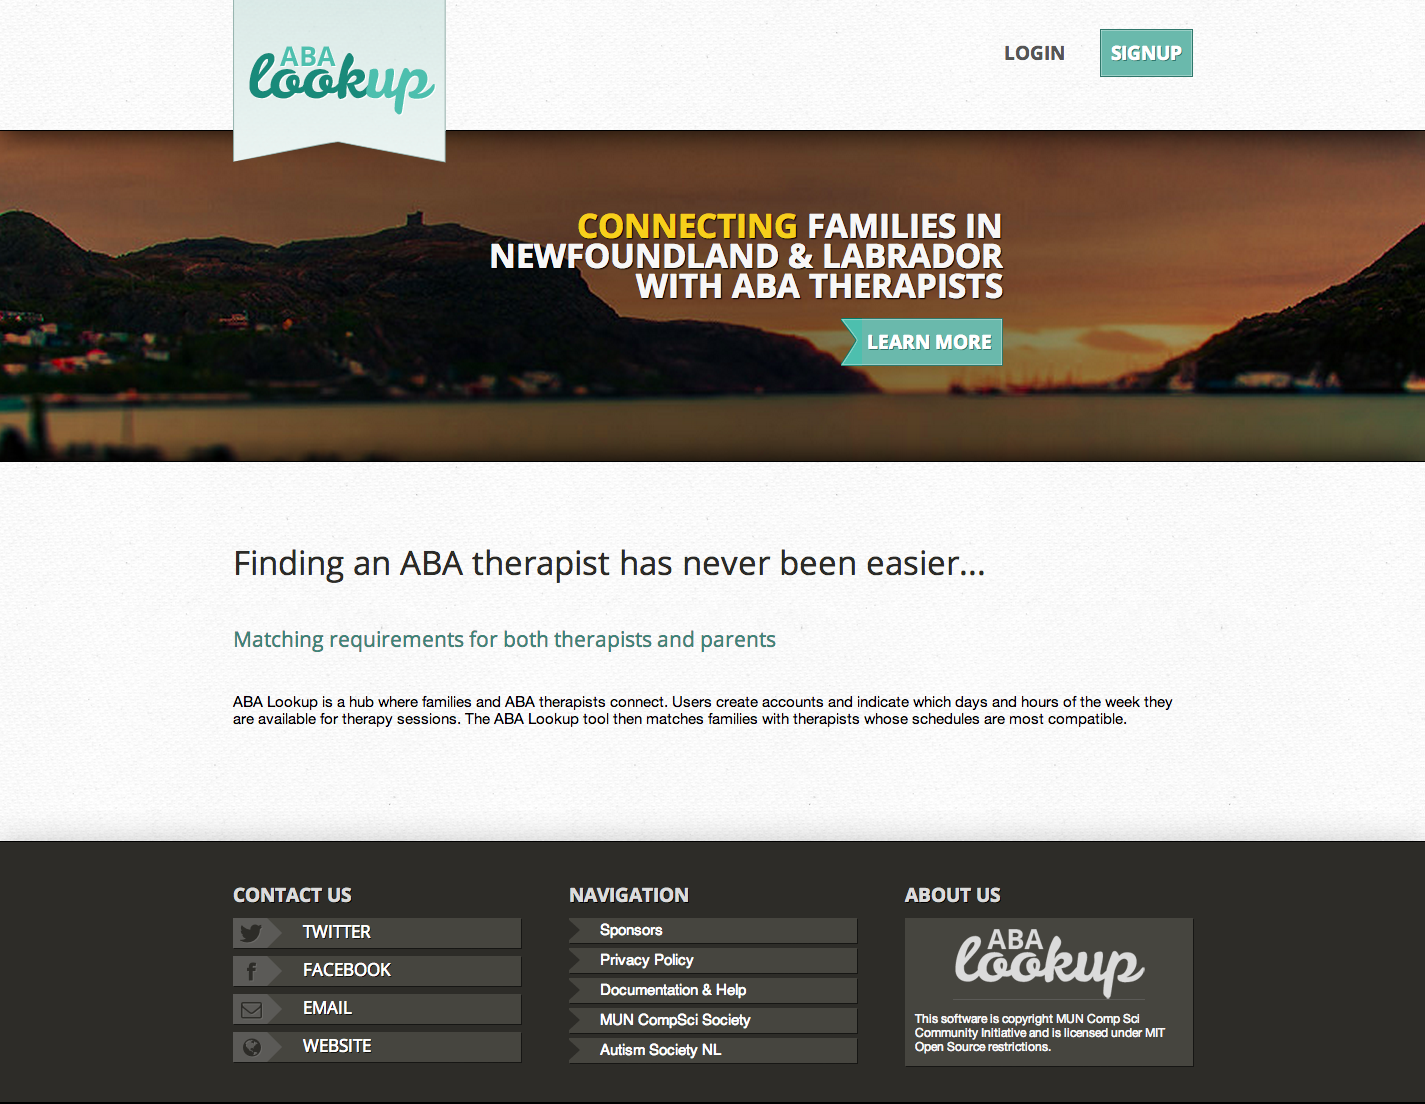 ABA
lookup
LOGIN
SIGNUP
CONNECTING FAMILIES IN
NEWFOUNDLAND & LABRADOR
WITH ABA THERAPISTS
LEARN MORE
Finding an ABA therapist has never been easier...
Matching requirements for both therapists and parents
ABA Lookup is a hub where families and ABA therapists connect. Users create accounts and indicate which days and hours of the week they
are available for therapy sessions. The ABA Lookup tool then matches families with therapists whose schedules are most compatible.
CONTACT US
TWITTER
FACEBOOK
EMAIL
WEBSITE
NAVIGATION
Sponsors
Privacy Policy
Documentation & Help
MUN CompSci Society
Autism Society NL
ABOUT US
ABA
lookup
This software is copyright MUN Comp Sci
Community Initiative and is licensed under MIT
Open Source restrictions.